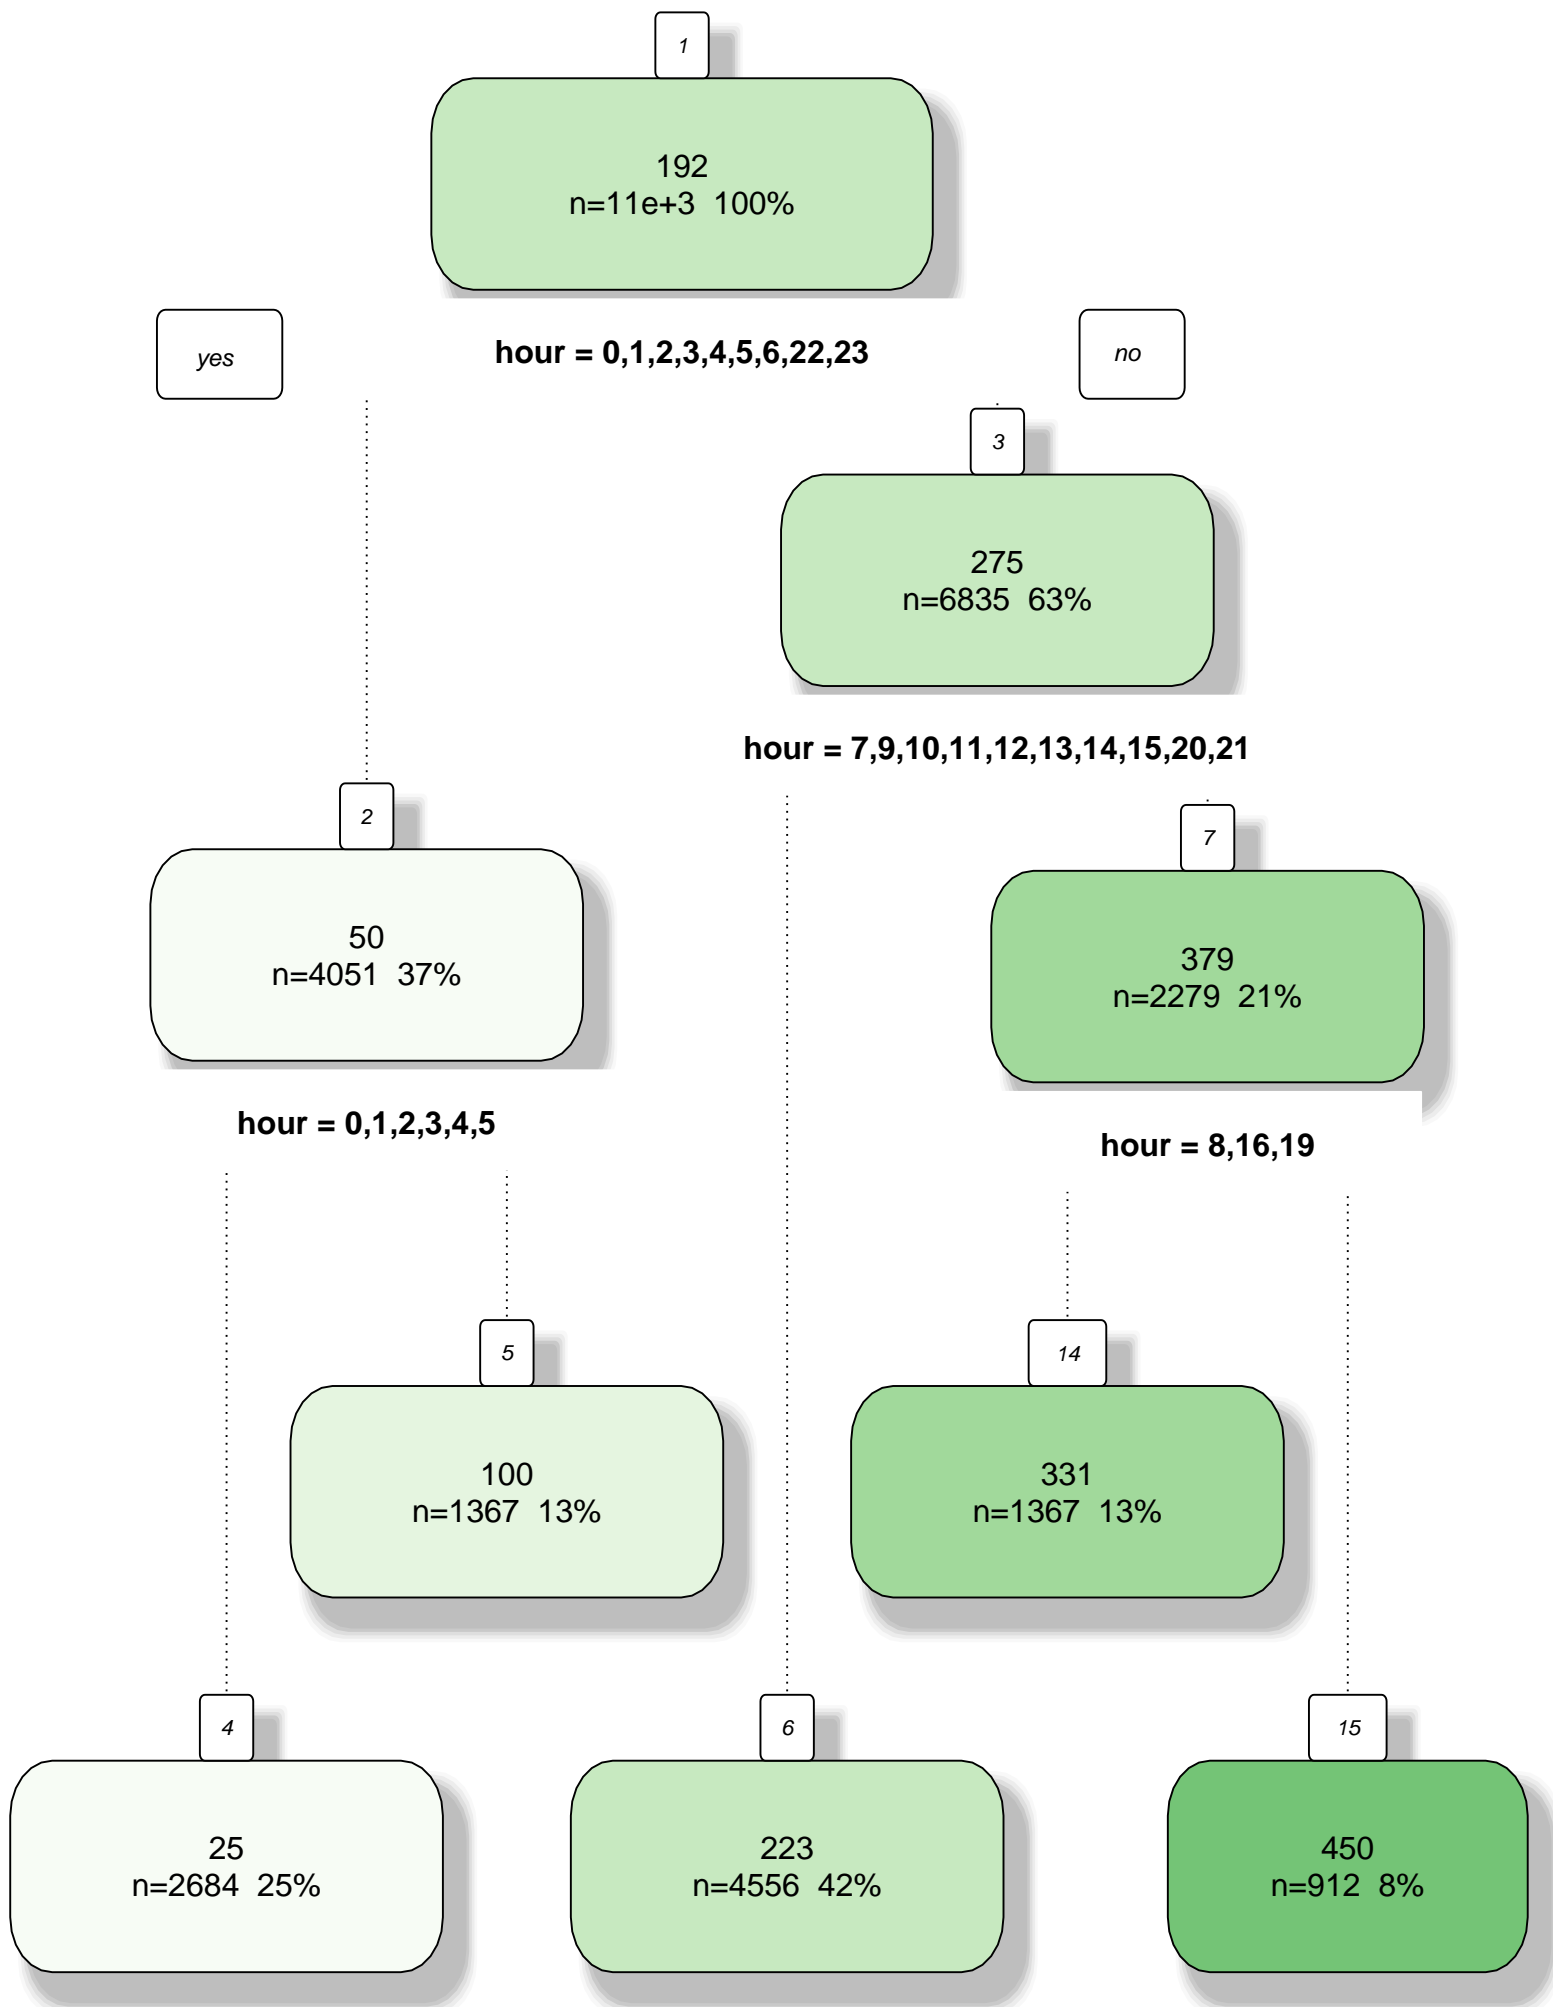 1
192
n=11e+3 100%
yes
hour = 0,1,2,3,4,5,6,22,23
no
3
275
n=6835 63%
hour = 7,9,10,11,12,13,14,15,20,21
2
50
n=4051 37%
7
379
n=2279 21%
hour = 0,1,2,3,4,5
hour = 8,16,19
5
100
n=1367 13%
14
331
n=1367 13%
4
25
n=2684 25%
6
223
n=4556 42%
15
450
n=912 8%